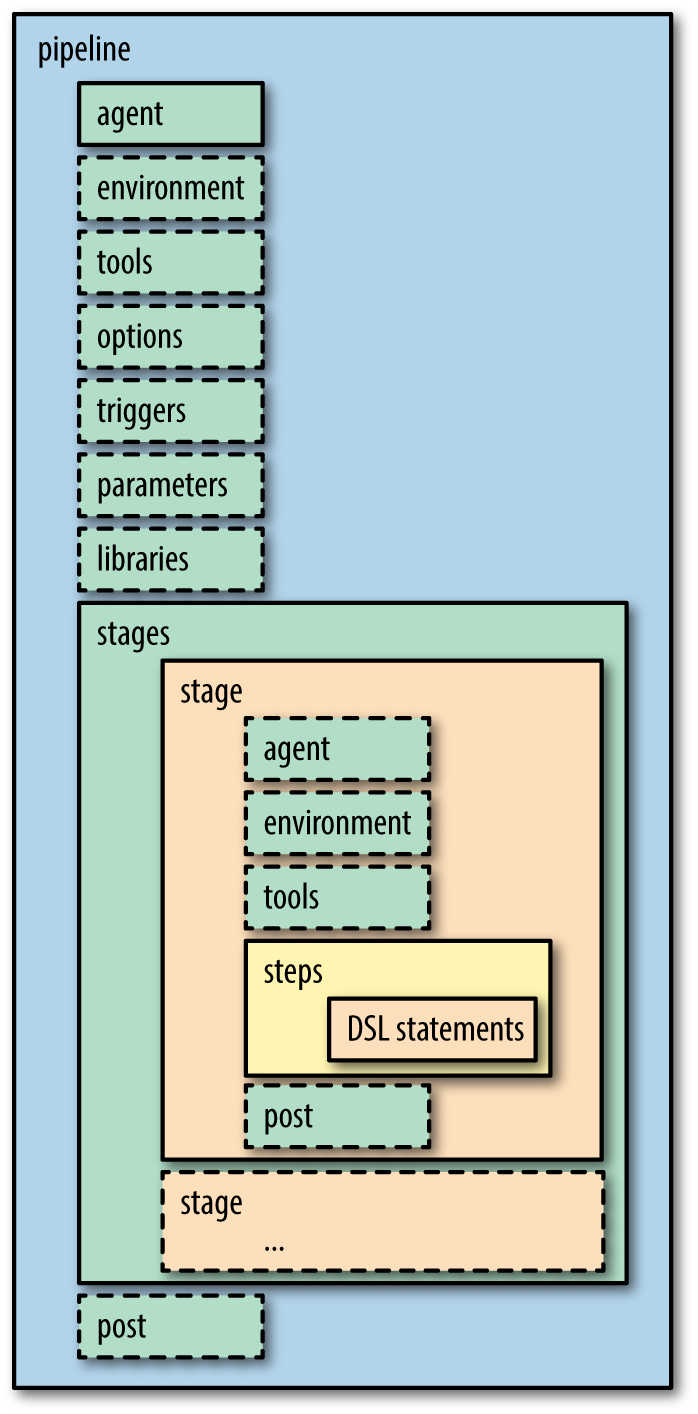 pipeline
agent
environment
tools
options
triggers
parameters
libraries
stages
stage
agent
environment
tools
steps
DSL statements
post
stage
...
post